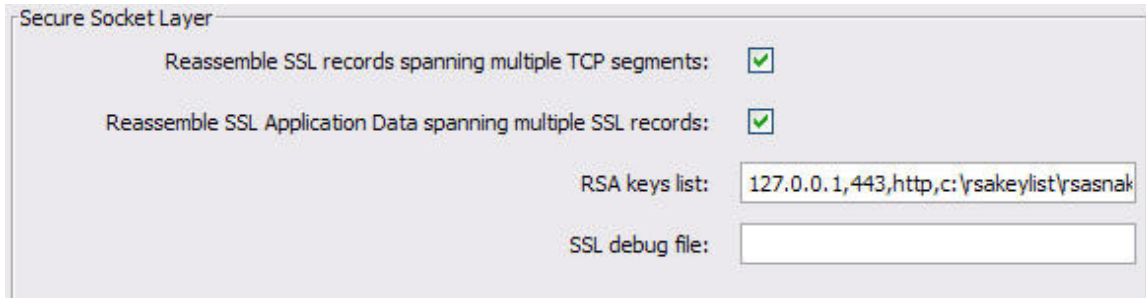 Secure Socket Layer
Reassemble SSL records spanning multiple TCP segments:
Reassemble SSL Application Data spanning multiple SSL records:
RSA keys list: 127.0.0.1,443,http,c:\rsakeylist\rsasnak
SSL debug file: